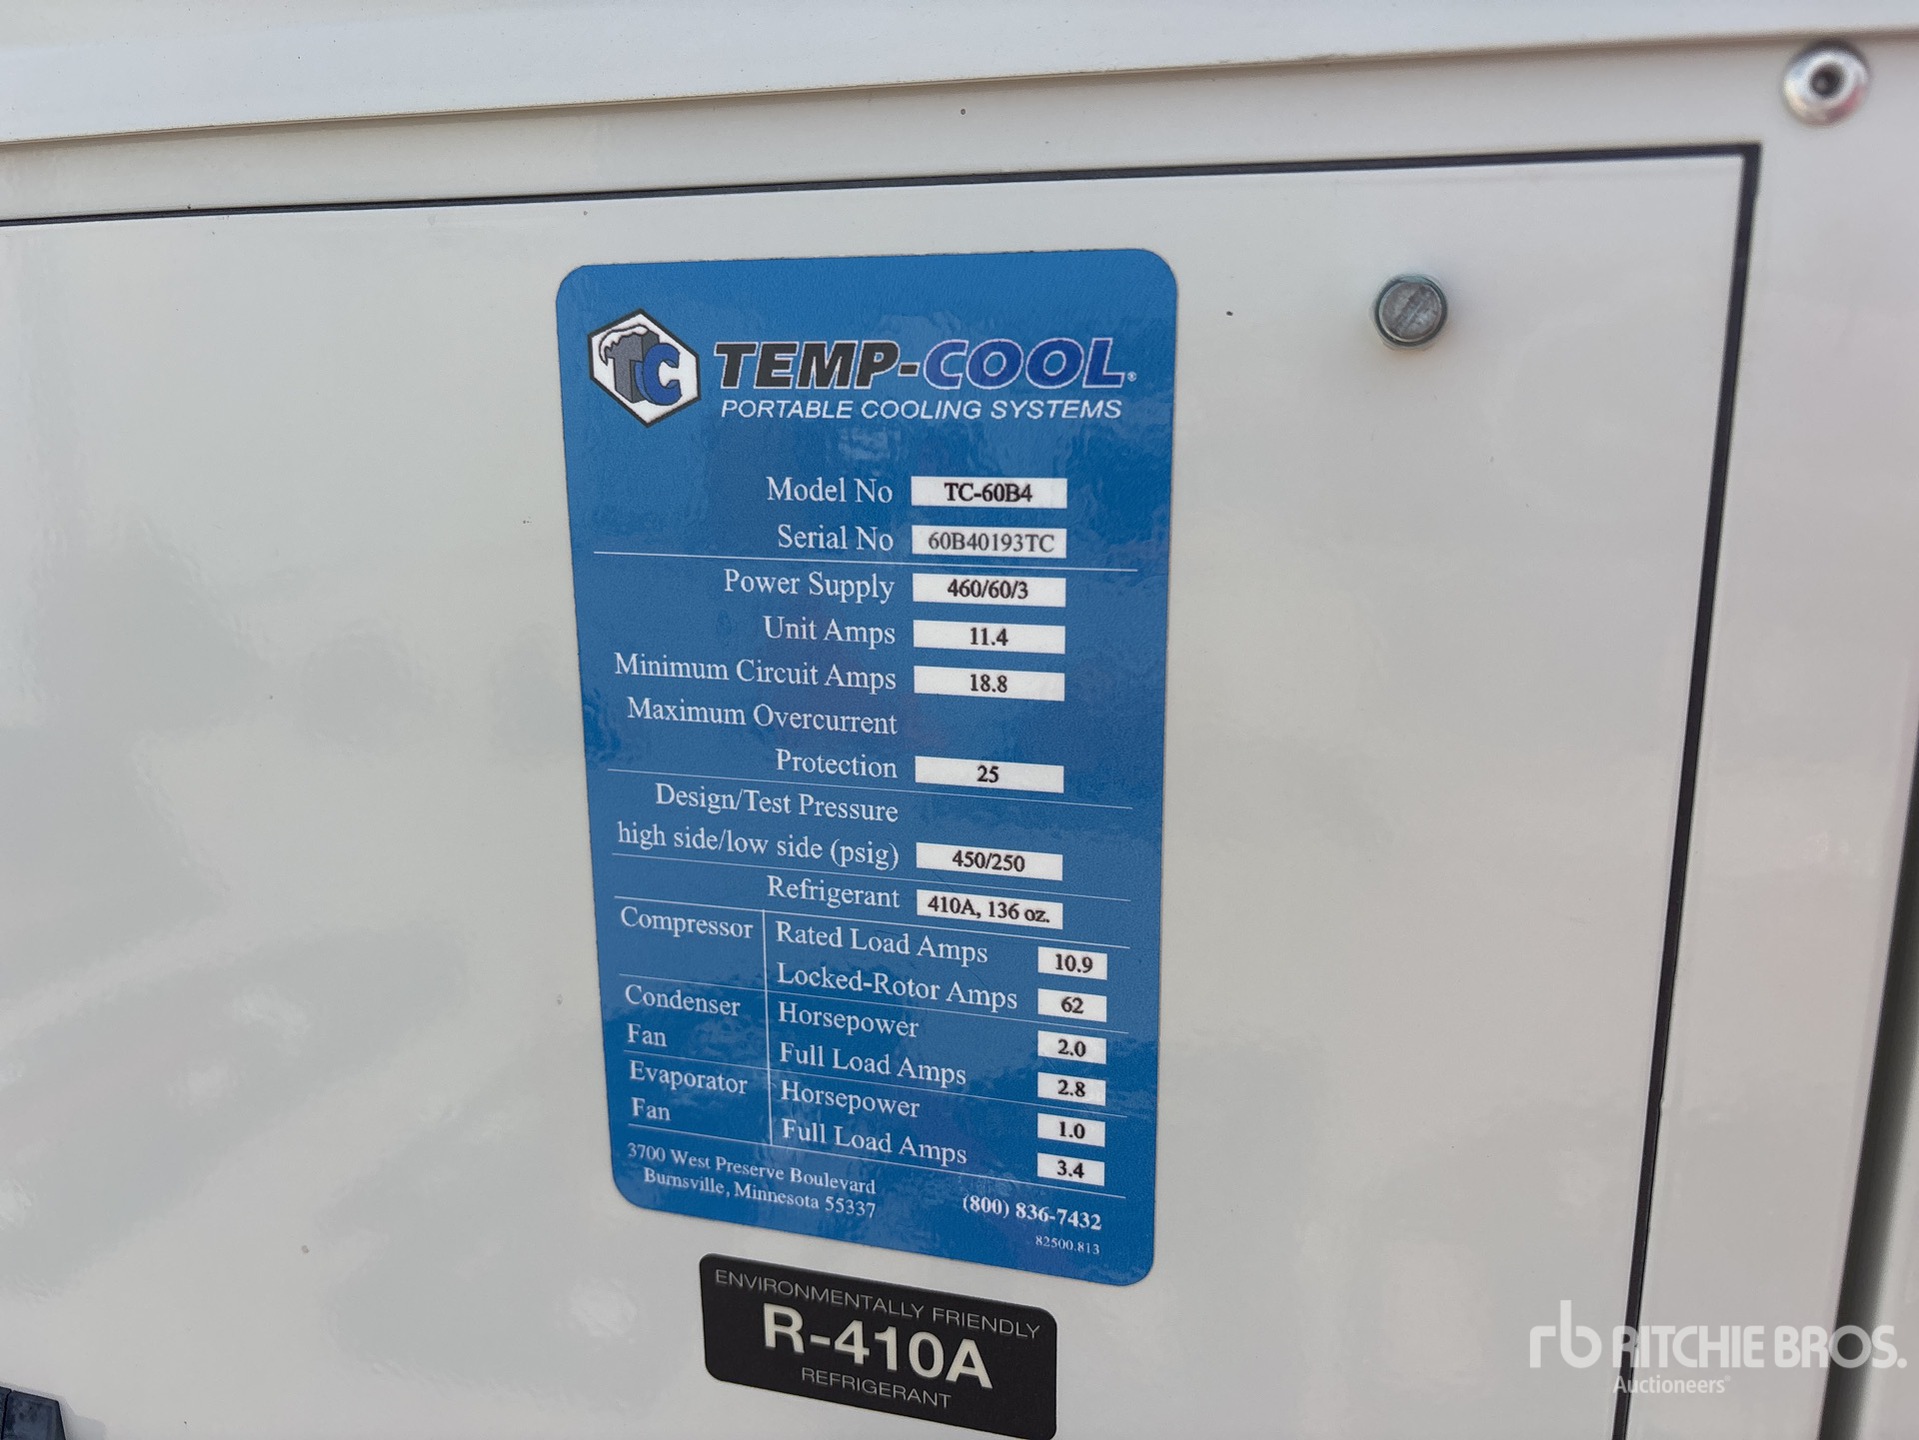 TC
TEMP-COOL®
PORTABLE COOLING SYSTEMS
Model No TC-60B4
Serial No 60B40193TC
Power Supply 460/60/3
Unit Amps 11.4
Minimum Circuit Amps 18.8
Maximum Overcurrent
Protection 25
Design/Test Pressure
high side/low side (psig) 450/250
Refrigerant 410A, 136 oz.
Compressor Rated Load Amps 10.9
Locked-Rotor Amps 62
Condenser Horsepower 2.0
Fan Full Load Amps 2.8
Evaporator Horsepower 1.0
Fan Full Load Amps 3.4
3700 West Preserve Boulevard
Burnsville, Minnesota 55337 (800) 836-7432
82500.813
ENVIRONMENTALLY FRIENDLY
R-410A
REFRIGERANT
rb RITCHIE BROS.
Auctioneers